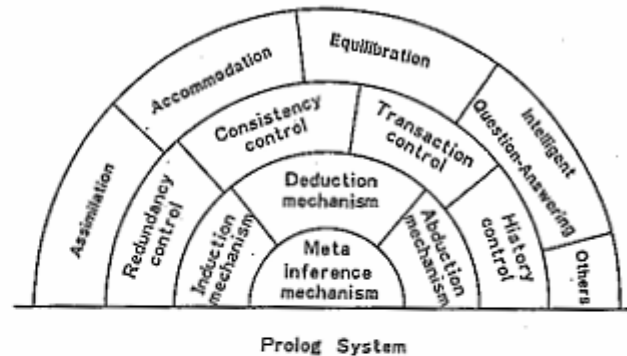 Assimilation
Accommodation
Equilibration
Intelligent
Question-Answering
Others
Redundancy
control
Consistency
control
Transaction
control
History
control
Induction
mechanism
Deduction
mechanism
Abduction
mechanism
Meta
inference
mechanism
Prolog System